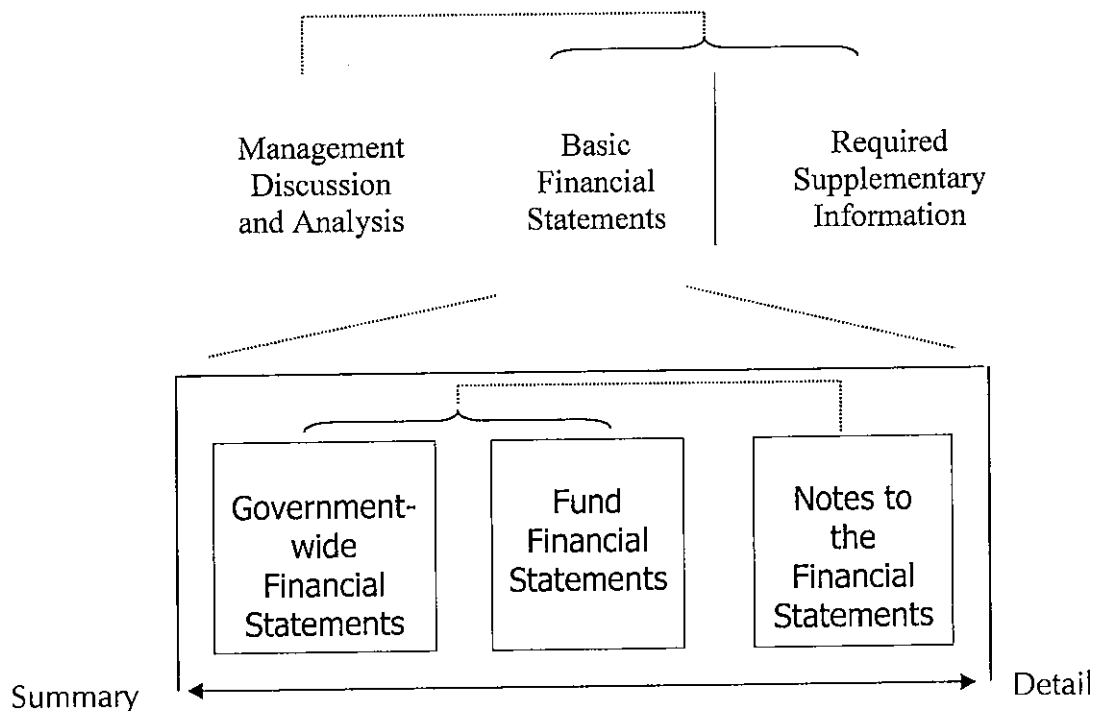 Management
Discussion
and Analysis
Basic
Financial
Statements
Required
Supplementary
Information
Government-
wide
Financial
Statements
Fund
Financial
Statements
Notes to
the
Financial
Statements
Summary
Detail